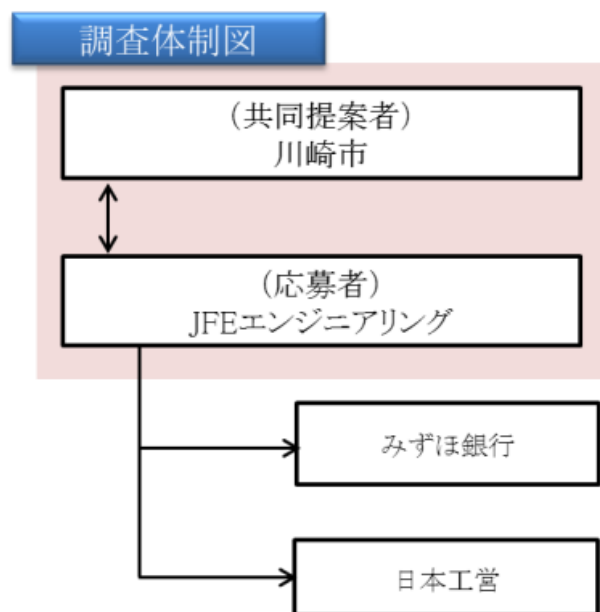 調査体制図
（共同提案者）
川崎市
（応募者）
JFEエンジニアリング
みずほ銀行
日本工営